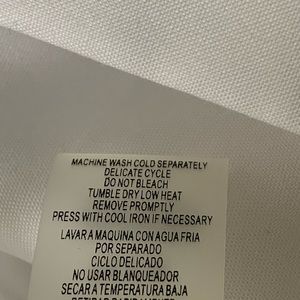 MACHINE WASH COLD SEPARATELY
DELICATE CYCLE
DO NOT BLEACH
TUMBLE DRY LOW HEAT
REMOVE PROMPTLY
PRESS WITH COOL IRON IF NECESSARY
LAVAR A MAQUINA CON AGUA FRIA
POR SEPARADO
CICLO DELICADO
NO USAR BLANQUEADOR
SECAR A TEMPERATURA BAJA